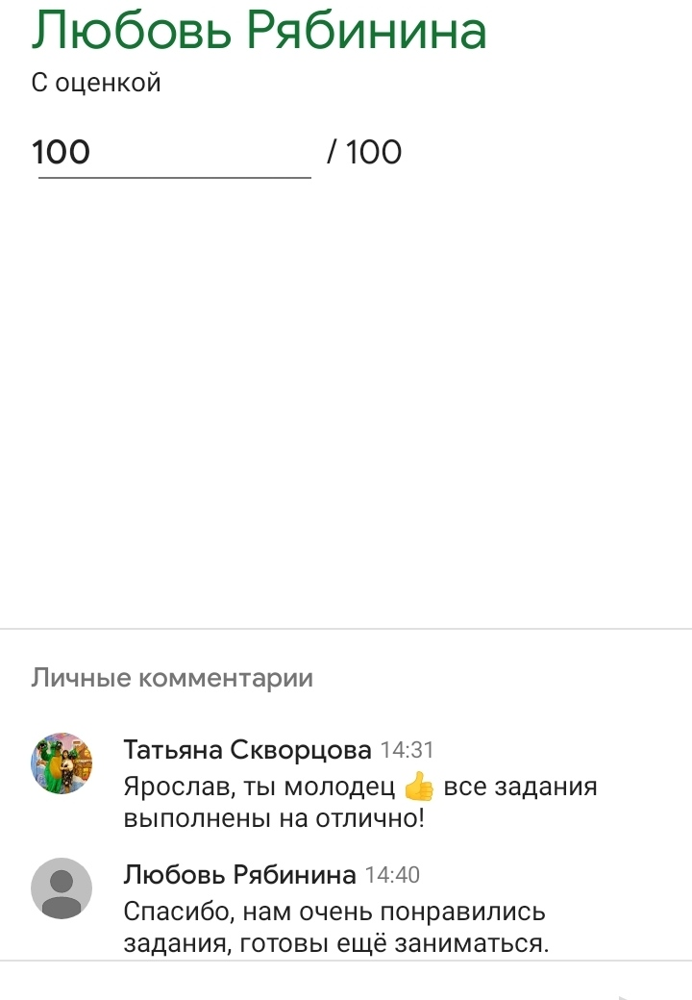 Любовь Рябинина
С оценкой
100 / 100
Личные комментарии
Татьяна Скворцова 14:31
Ярослав, ты молодец 👍 все задания
выполнены на отлично!
Любовь Рябинина 14:40
Спасибо, нам очень понравились
задания, готовы ещё заниматься.